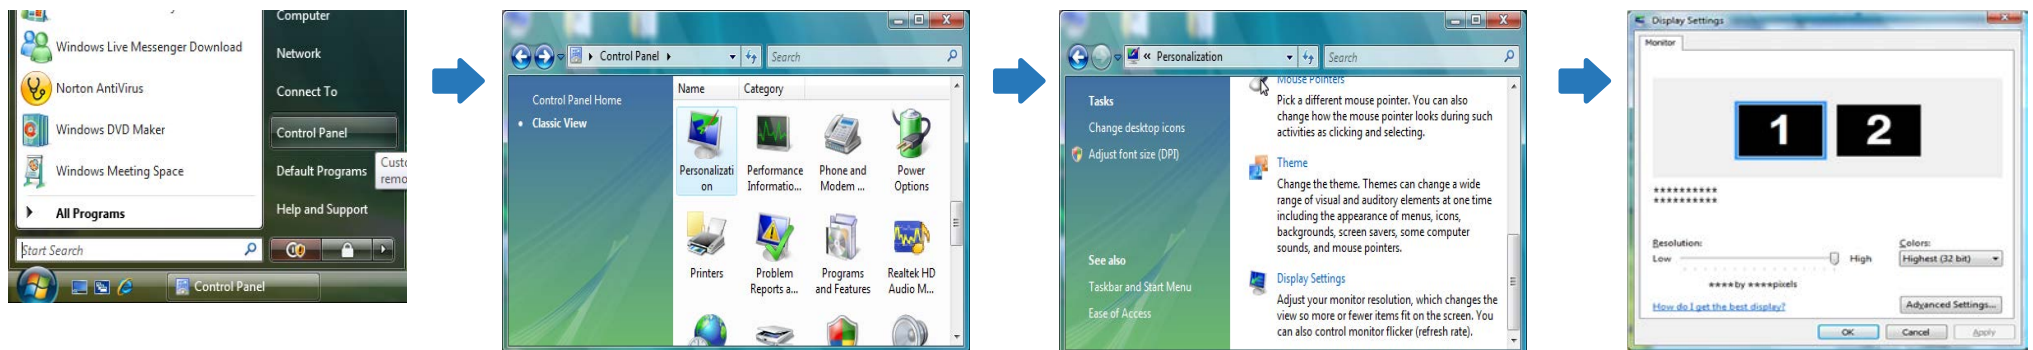 Computer
Windows Live Messenger Download
Network
Norton AntiVirus
Connect To
Windows DVD Maker
Control Panel
Windows Meeting Space
Default Programs
All Programs
Help and Support
Start Search
Control Panel
Control Panel
Search
Control Panel Home
Classic View
Name Category
Personalizati
on
Performance
Informatio...
Phone and
Modem ...
Power
Options
Printers
Problem
Reports a...
Programs
and Features
Realtek HD
Audio M...
« Personalization
Search
Tasks
Change desktop icons
Adjust font size (DPI)
See also
Taskbar and Start Menu
Ease of Access
Mouse Pointers
Pick a different mouse pointer. You can also
change how the mouse pointer looks during such
activities as clicking and selecting.
Theme
Change the theme. Themes can change a wide
range of visual and auditory elements at one time
including the appearance of menus, icons,
backgrounds, screen savers, some computer
sounds, and mouse pointers.
Display Settings
Adjust your monitor resolution, which changes the
view so more or fewer items fit on the screen. You
can also control monitor flicker (refresh rate).
Display Settings
Monitor
1 2
**********
**********
Resolution:
Low High
****by ****pixels
Colors:
Highest (32 bit)
How do I get the best display?
Advanced Settings...
OK Cancel Apply